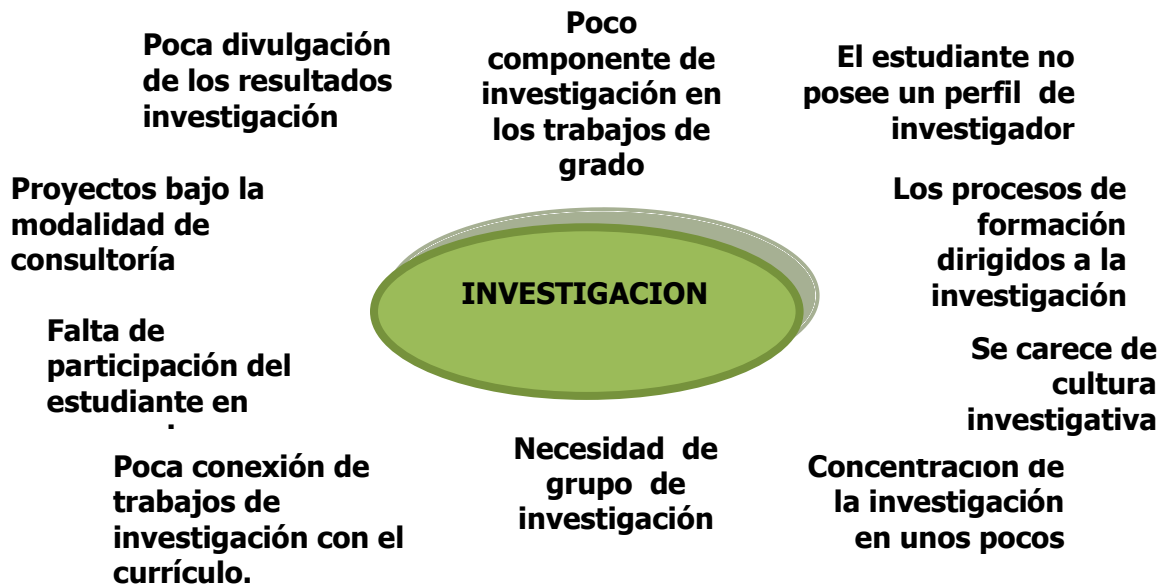 Poca divulgación
de los resultados
investigación
Poco
componente de
investigación en
los trabajos de
grado
El estudiante no
posee un perfil de
investigador
Proyectos bajo la
modalidad de
consultoría
Los procesos de
formación
dirigidos a la
investigación
INVESTIGACION
Falta de
participación del
estudiante en
Se carece de
cultura
investigativa
Poca conexión de
trabajos de
investigación con el
currículo.
Necesidad de
grupo de
investigación
Concentración de
la investigación
en unos pocos